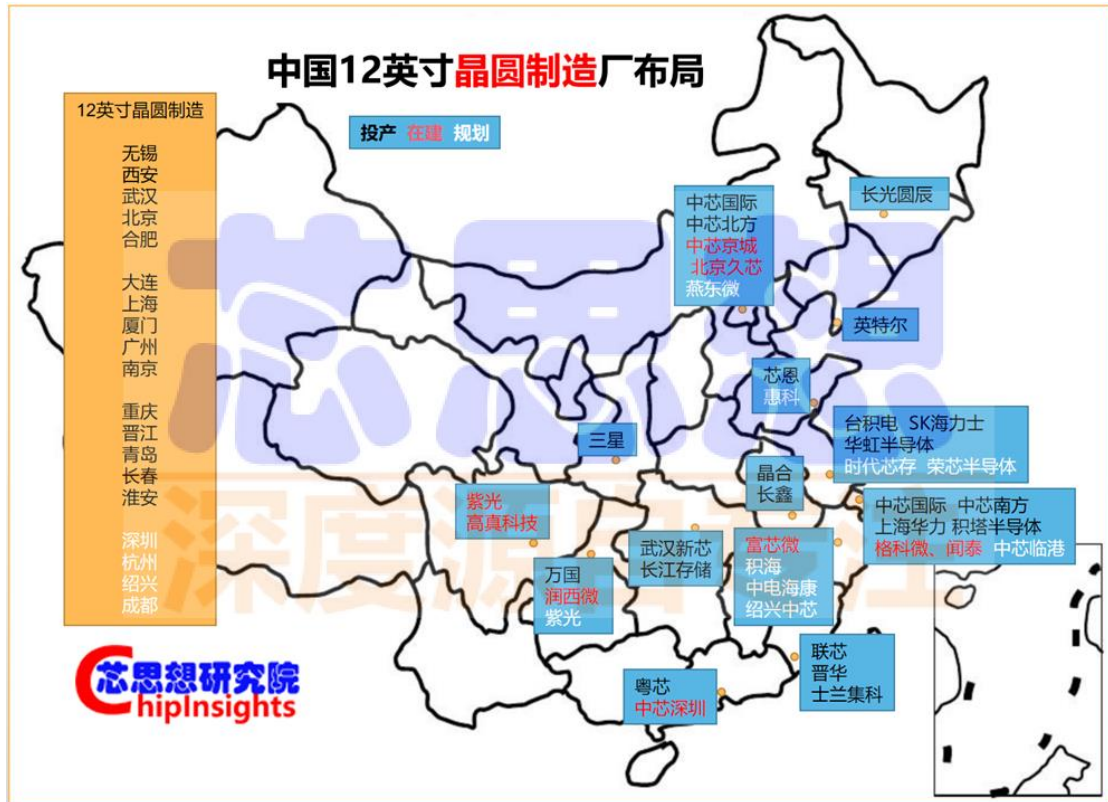 中国12英寸晶圆制造厂布局
12英寸晶圆制造
无锡
西安
武汉
北京
合肥
大连
上海
厦门
广州
南京
重庆
晋江
青岛
长春
淮安
深圳
杭州
绍兴
成都
投产 在建 规划
中芯国际
中芯北方
中芯京城
北京久芯
燕东微
长光圆辰
英特尔
芯恩
惠科
三星
台积电 SK海力士
华虹半导体
时代芯存 荣芯半导体
晶合
长鑫
中芯国际 中芯南方
上海华力 积塔半导体
格科微、闻泰 中芯临港
紫光
高真科技
武汉新芯
长江存储
富芯微
积海
中电海康
绍兴中芯
万国
润西微
紫光
联芯
晋华
士兰集科
粤芯
中芯深圳
芯思想
芯思想研究院
ChipInsights